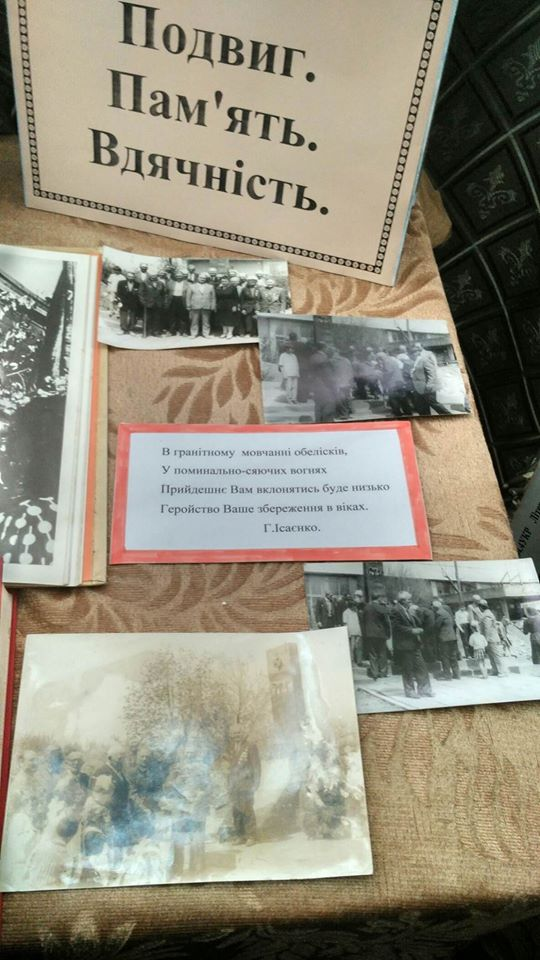 Подвиг.
Пам'ять.
Вдячність.
В гранітному мовчанні обелісків,
У поминально-сяючих вогнях
Прийдешнє Вам вклонятись буде низько
Геройство Ваше збереження в віках.
Г.Ісаєнко.